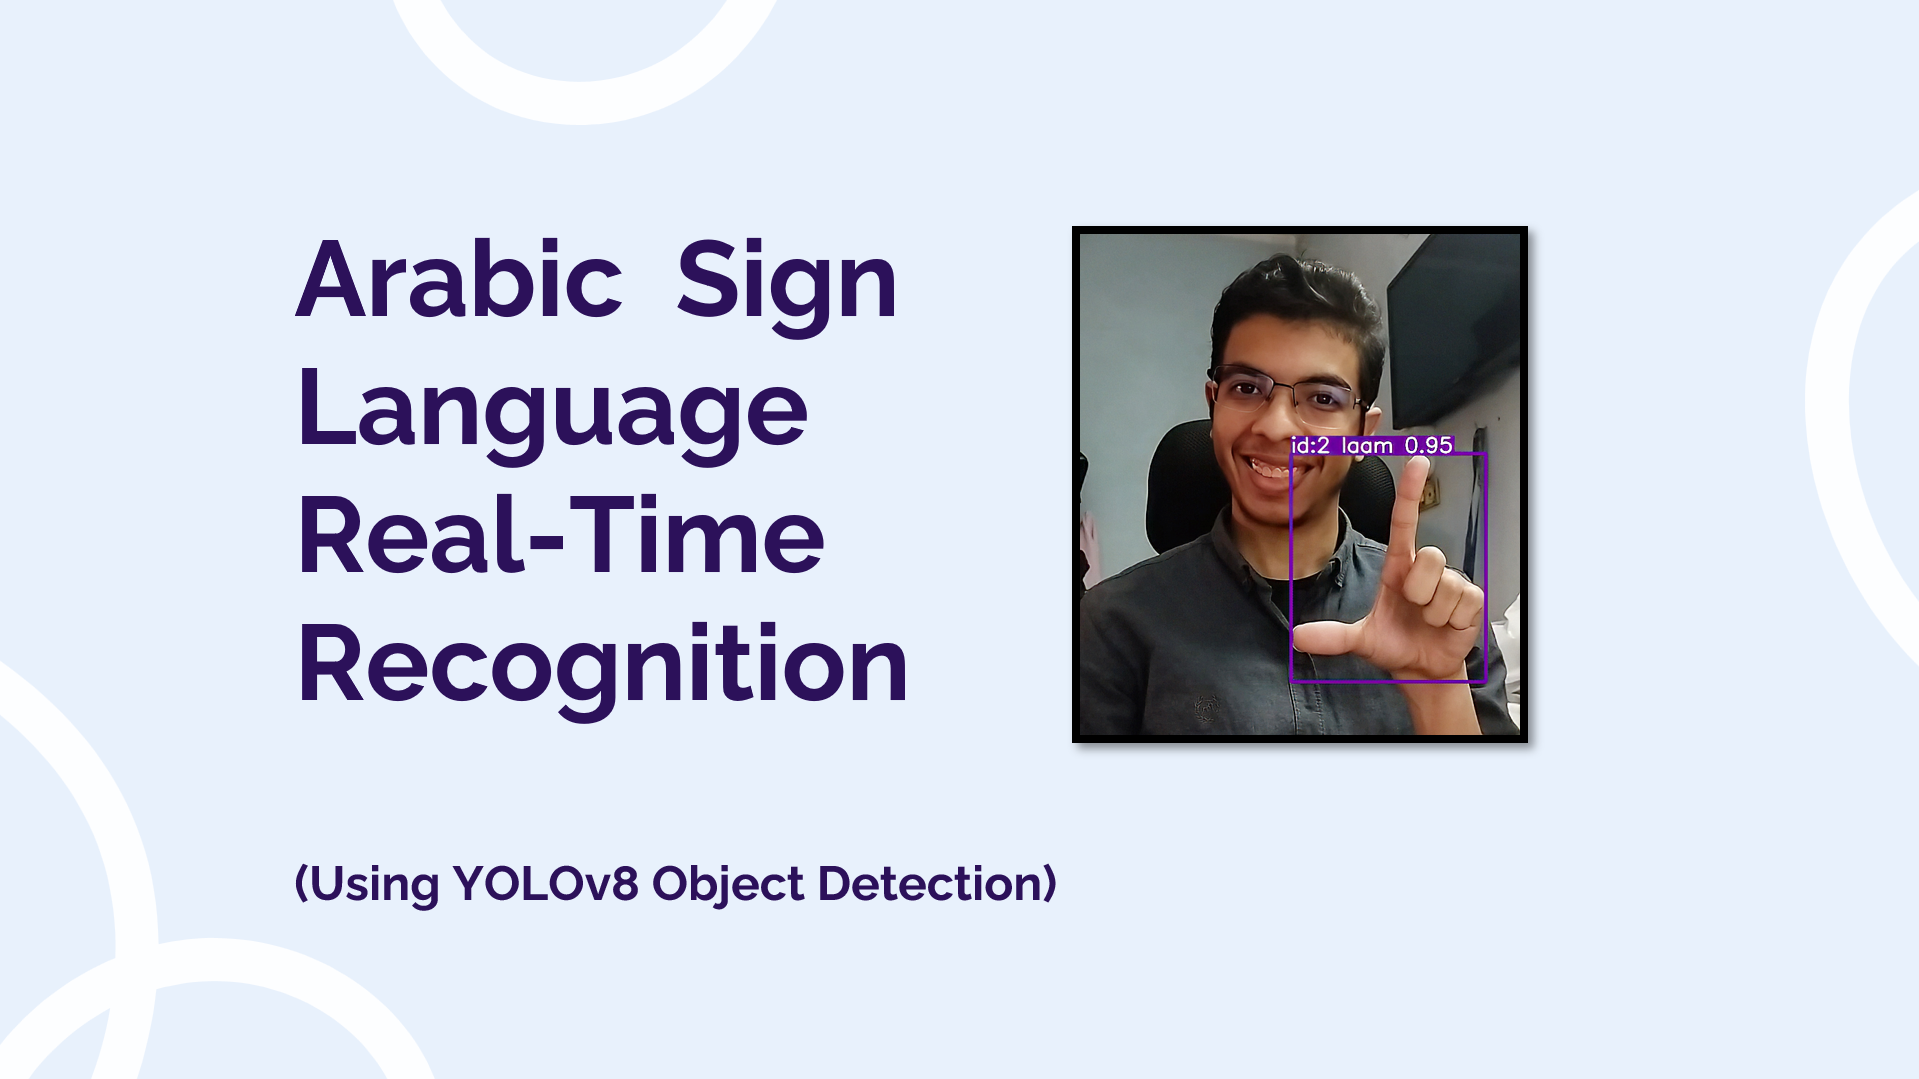 Arabic Sign
Language
Real-Time
Recognition
id:2 laam 0.95
(Using YOLOv8 Object Detection)